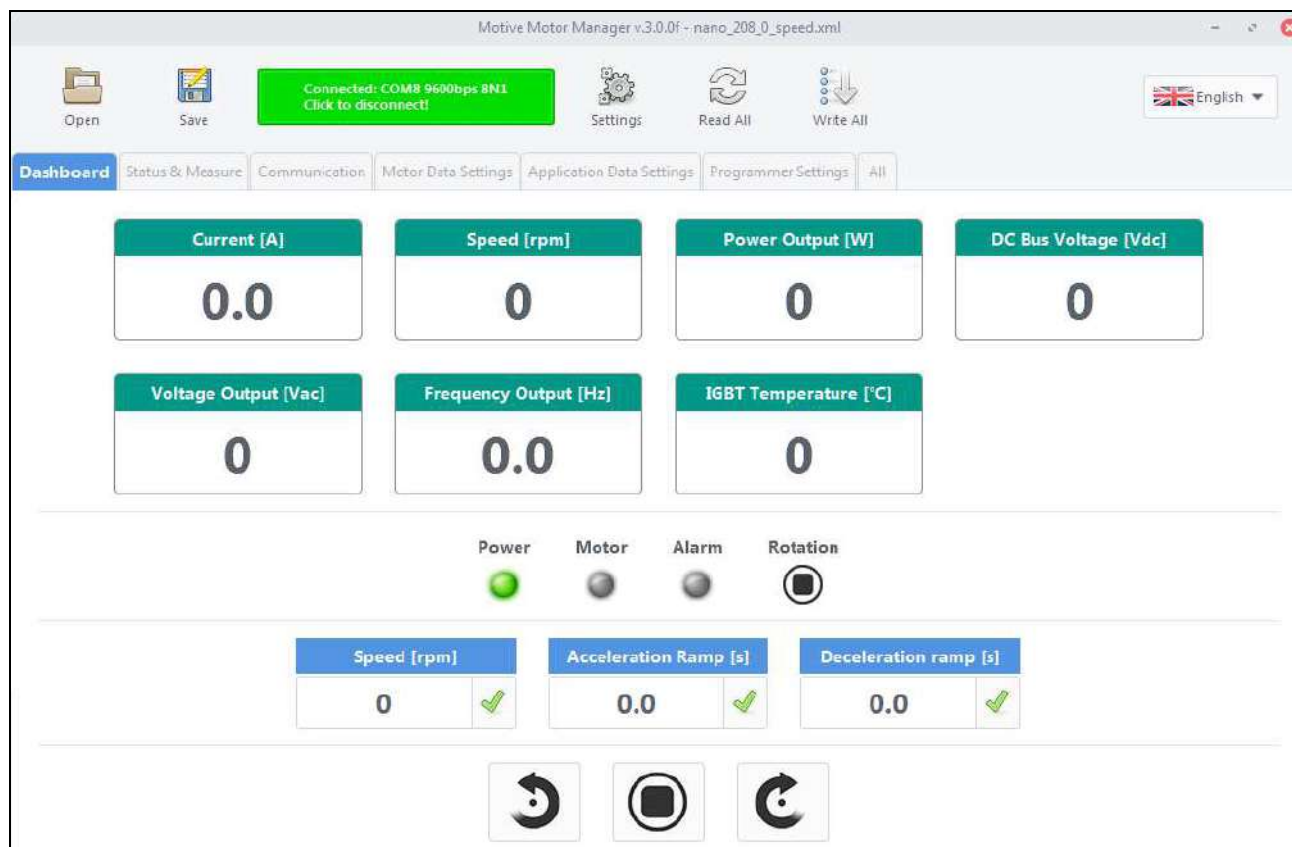 Motive Motor Manager v.3.0.0f - nano_208_0_speed.xml
Connected: COM8 9600bps 8N1
Click to disconnect!
Open
Save
Settings
Read All
Write All
English
Dashboard
Status & Measure
Communication
Motor Data Settings
Application Data Settings
Programmer Settings
All
Current [A]
Speed [rpm]
Power Output [W]
DC Bus Voltage [Vdc]
0.0
0
0
0
Voltage Output [Vac]
Frequency Output [Hz]
IGBT Temperature [°C]
0
0.0
0
Power
Motor
Alarm
Rotation
Speed [rpm]
Acceleration Ramp [s]
Deceleration ramp [s]
0
0.0
0.0